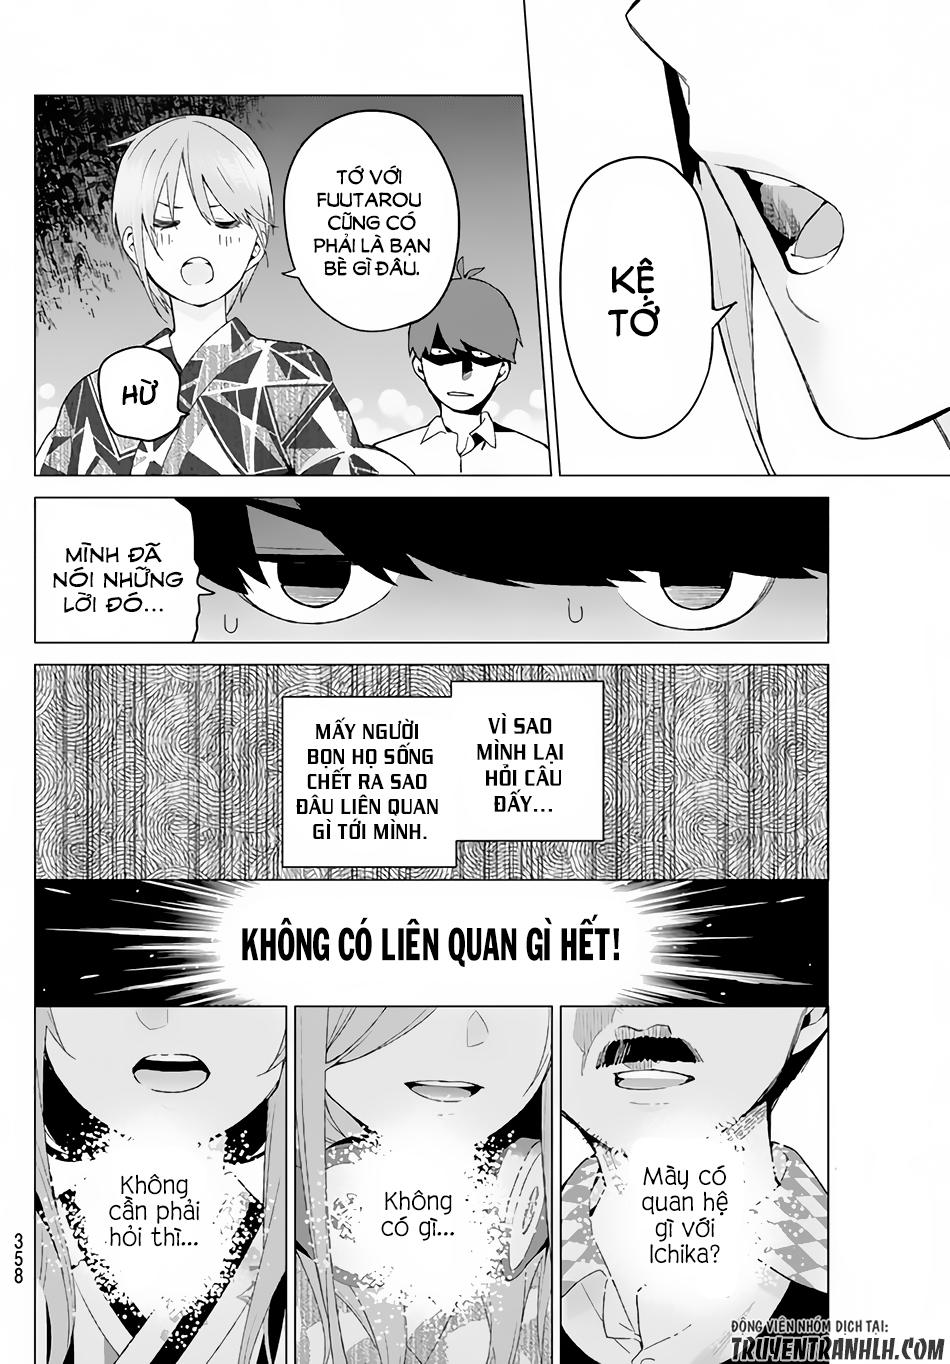 KỆ
TỚ
TỚ VỚI
FUUTAROU
CŨNG CÓ
PHẢI LÀ BẠN
BÈ GÌ ĐÂU.
HỪ
MÌNH ĐÃ
NÓI NHỮNG
LỜI ĐÓ...
VÌ SAO
MÌNH LẠI
HỎI CÂU
ĐẤY...
MẤY NGƯỜI
BỌN HỌ SỐNG
CHẾT RA SAO
ĐÂU LIÊN QUAN
GÌ TỚI MÌNH.
KHÔNG CÓ LIÊN QUAN GÌ HẾT!
Mày có
quan hệ
gì với
Ichika?
Không
có gì...
Không
cần phải
hỏi thì...
358
ĐỘNG VIÊN NHÓM DỊCH TẠI:
TRUYENTRANHLH.COM